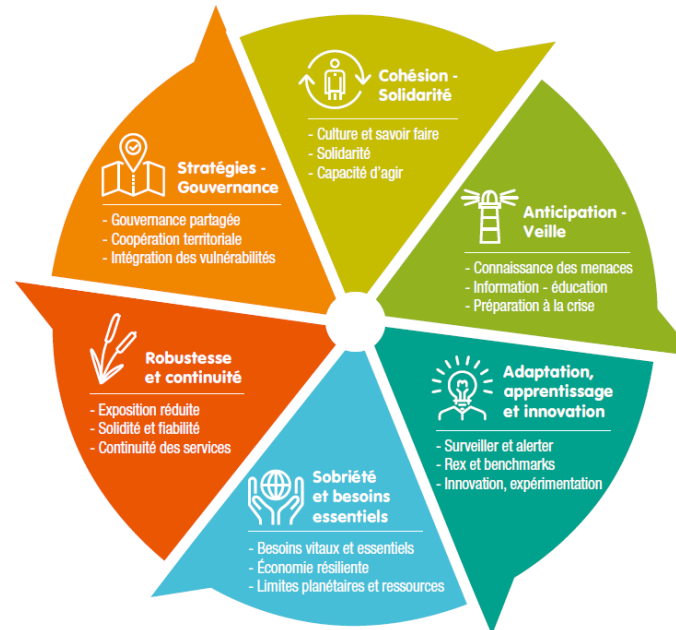 Cohésion -
Solidarité
- Culture et savoir faire
- Solidarité
- Capacité d'agir
Anticipation -
Veille
- Connaissance des menaces
- Information - éducation
- Préparation à la crise
Adaptation,
apprentissage
et innovation
- Surveiller et alerter
- Rex et benchmarks
- Innovation, expérimentation
Sobriété
et besoins
essentiels
- Besoins vitaux et essentiels
- Économie résiliente
- Limites planétaires et ressources
Robustesse
et continuité
- Exposition réduite
- Solidité et fiabilité
- Continuité des services
Stratégies -
Gouvernance
- Gouvernance partagée
- Coopération territoriale
- Intégration des vulnérabilités